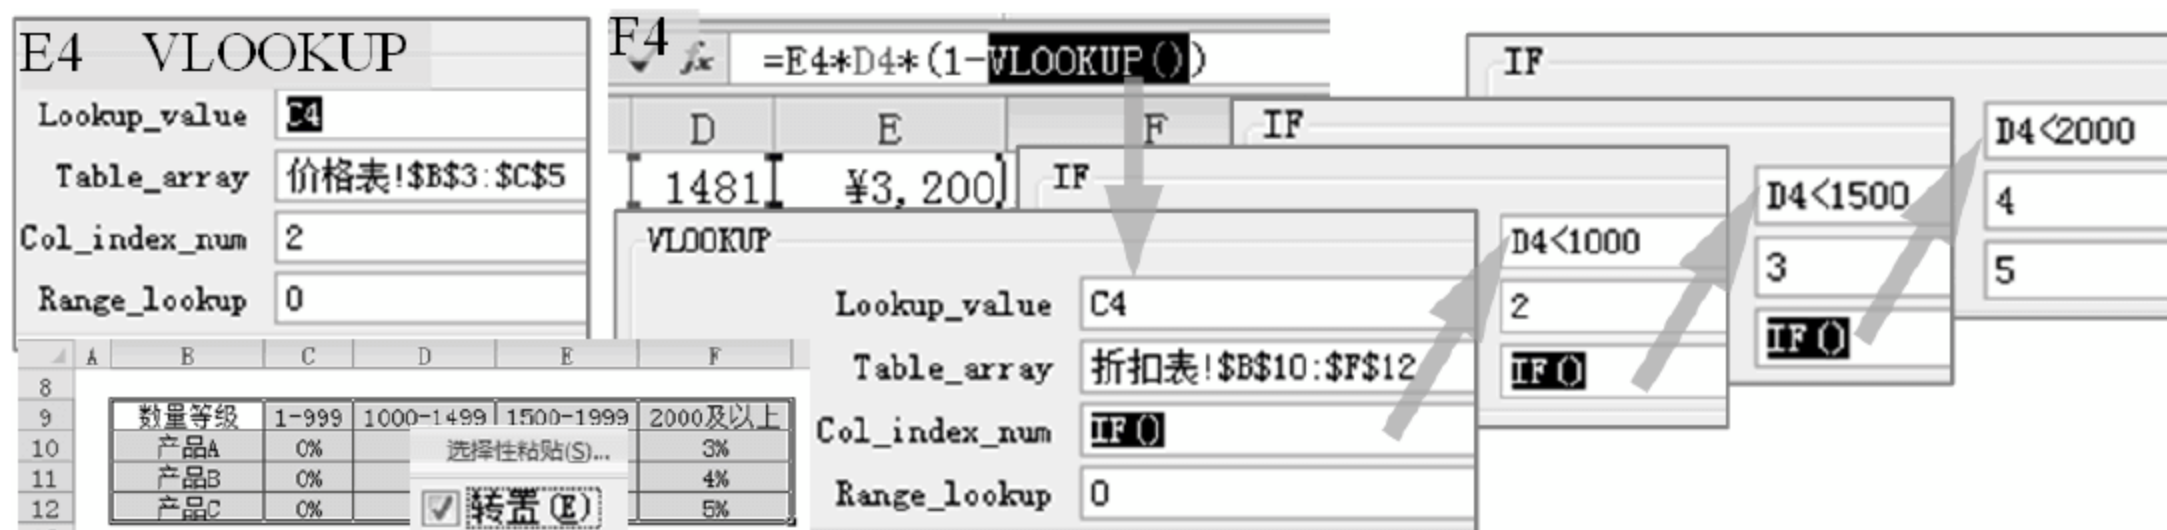 E4 VLOOKUP
Lookup_value C4
Table_array 价格表!$B$3:$C$5
Col_index_num 2
Range_lookup 0
F4
fx =E4*D4*(1-VLOOKUP())
D E F
1481 ¥3,200
VLOOKUP
Lookup_value C4
Table_array 折扣表!$B$10:$F$12
Col_index_num IF()
Range_lookup 0
IF
D4<1000
2
IF()
IF
D4<1500
3
IF()
IF
D4<2000
4
5
A B C D E F
8
9 数量等级 1-999 1000-1499 1500-1999 2000及以上
10 产品A 0% 3%
11 产品B 0% 4%
12 产品C 0% 5%
选择性粘贴(S)...
转置(E)